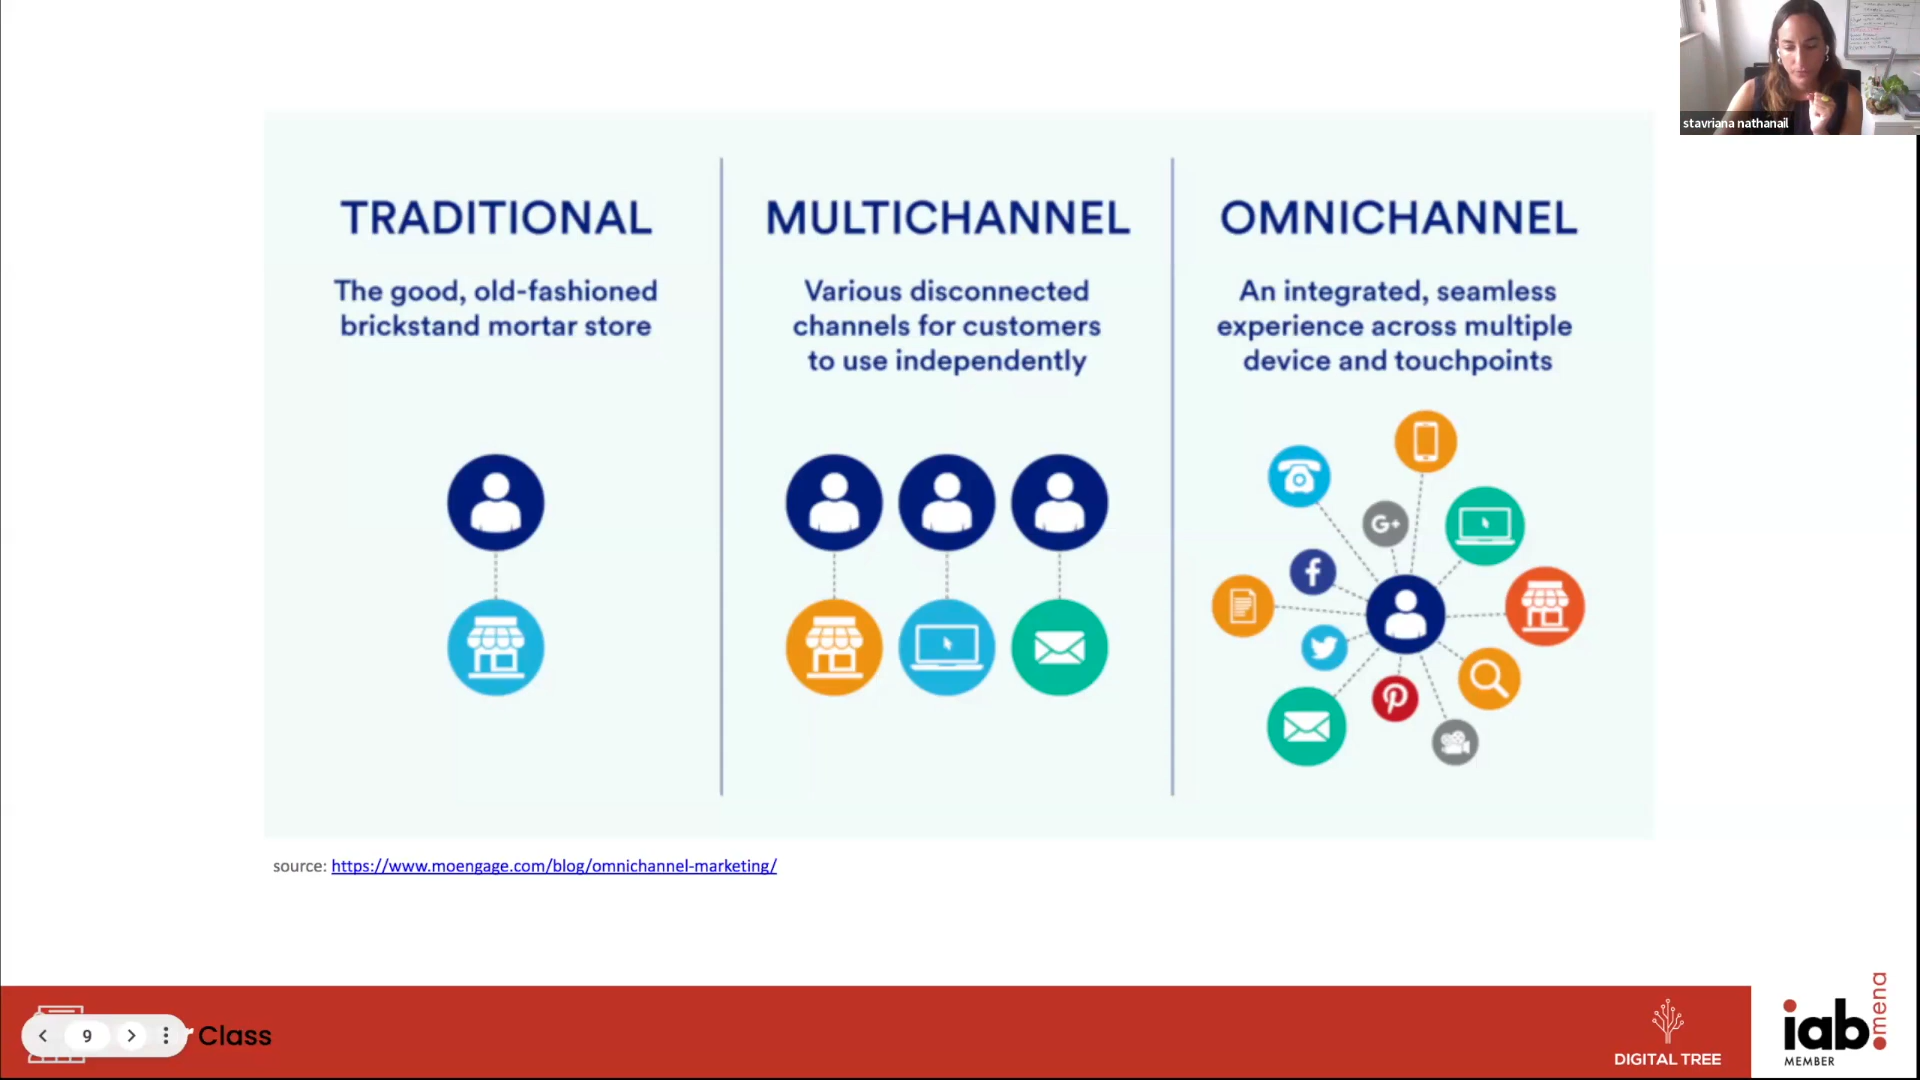 stavriana nathanail
TRADITIONAL
The good, old-fashioned
brickstand mortar store
MULTICHANNEL
Various disconnected
channels for customers
to use independently
OMNICHANNEL
An integrated, seamless
experience across multiple
device and touchpoints
G+
f
source: https://www.moengage.com/blog/omnichannel-marketing/
9
Class
DIGITAL TREE
iab.
mena
MEMBER